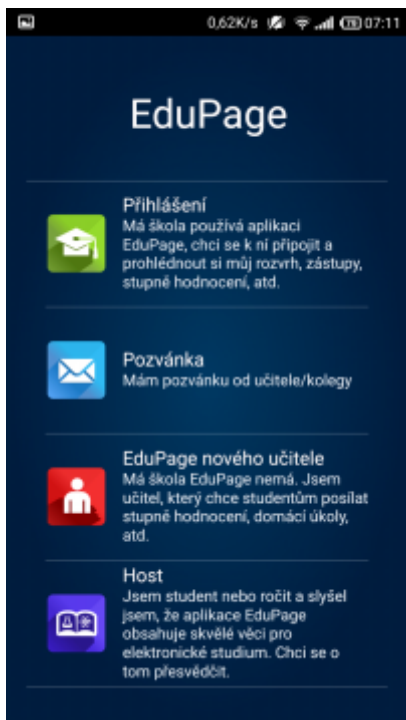 0,62K/s 78 07:11
EduPage
Přihlášení
Má škola používá aplikaci
EduPage, chci se k ní připojit a
prohlédnout si můj rozvrh, zástupy,
stupně hodnocení, atd.
Pozvánka
Mám pozvánku od učitele/kolegy
EduPage nového učitele
Má škola EduPage nemá. Jsem
učitel, který chce studentům posílat
stupně hodnocení, domácí úkoly,
atd.
Host
Jsem student nebo ročit a slyšel
jsem, že aplikace EduPage
obsahuje skvělé věci pro
elektronické studium. Chci se o
tom přesvědčit.